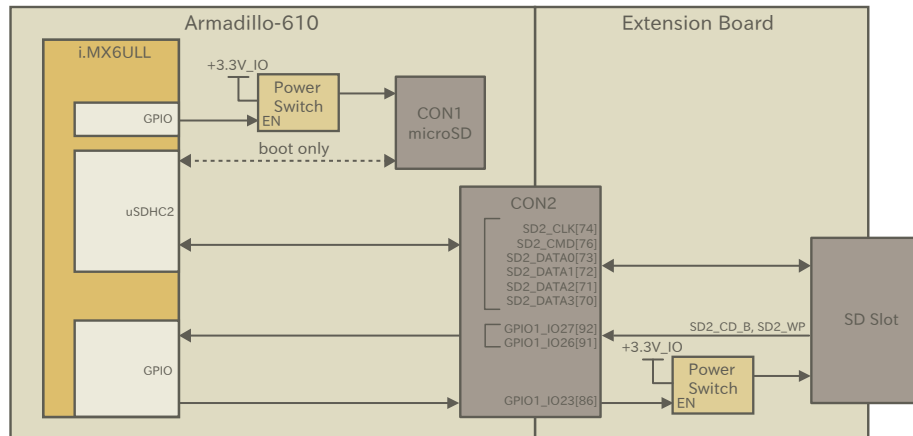 Armadillo-610
Extension Board
i.MX6ULL
+3.3V_IO
Power
Switch
EN
GPIO
CON1
microSD
boot only
uSDHC2
CON2
SD2_CLK[74]
SD2_CMD[76]
SD2_DATA0[73]
SD2_DATA1[72]
SD2_DATA2[71]
SD2_DATA3[70]
GPIO1_IO27[92]
GPIO1_IO26[91]
SD2_CD_B, SD2_WP
SD Slot
+3.3V_IO
Power
Switch
EN
GPIO
GPIO1_IO23[86]